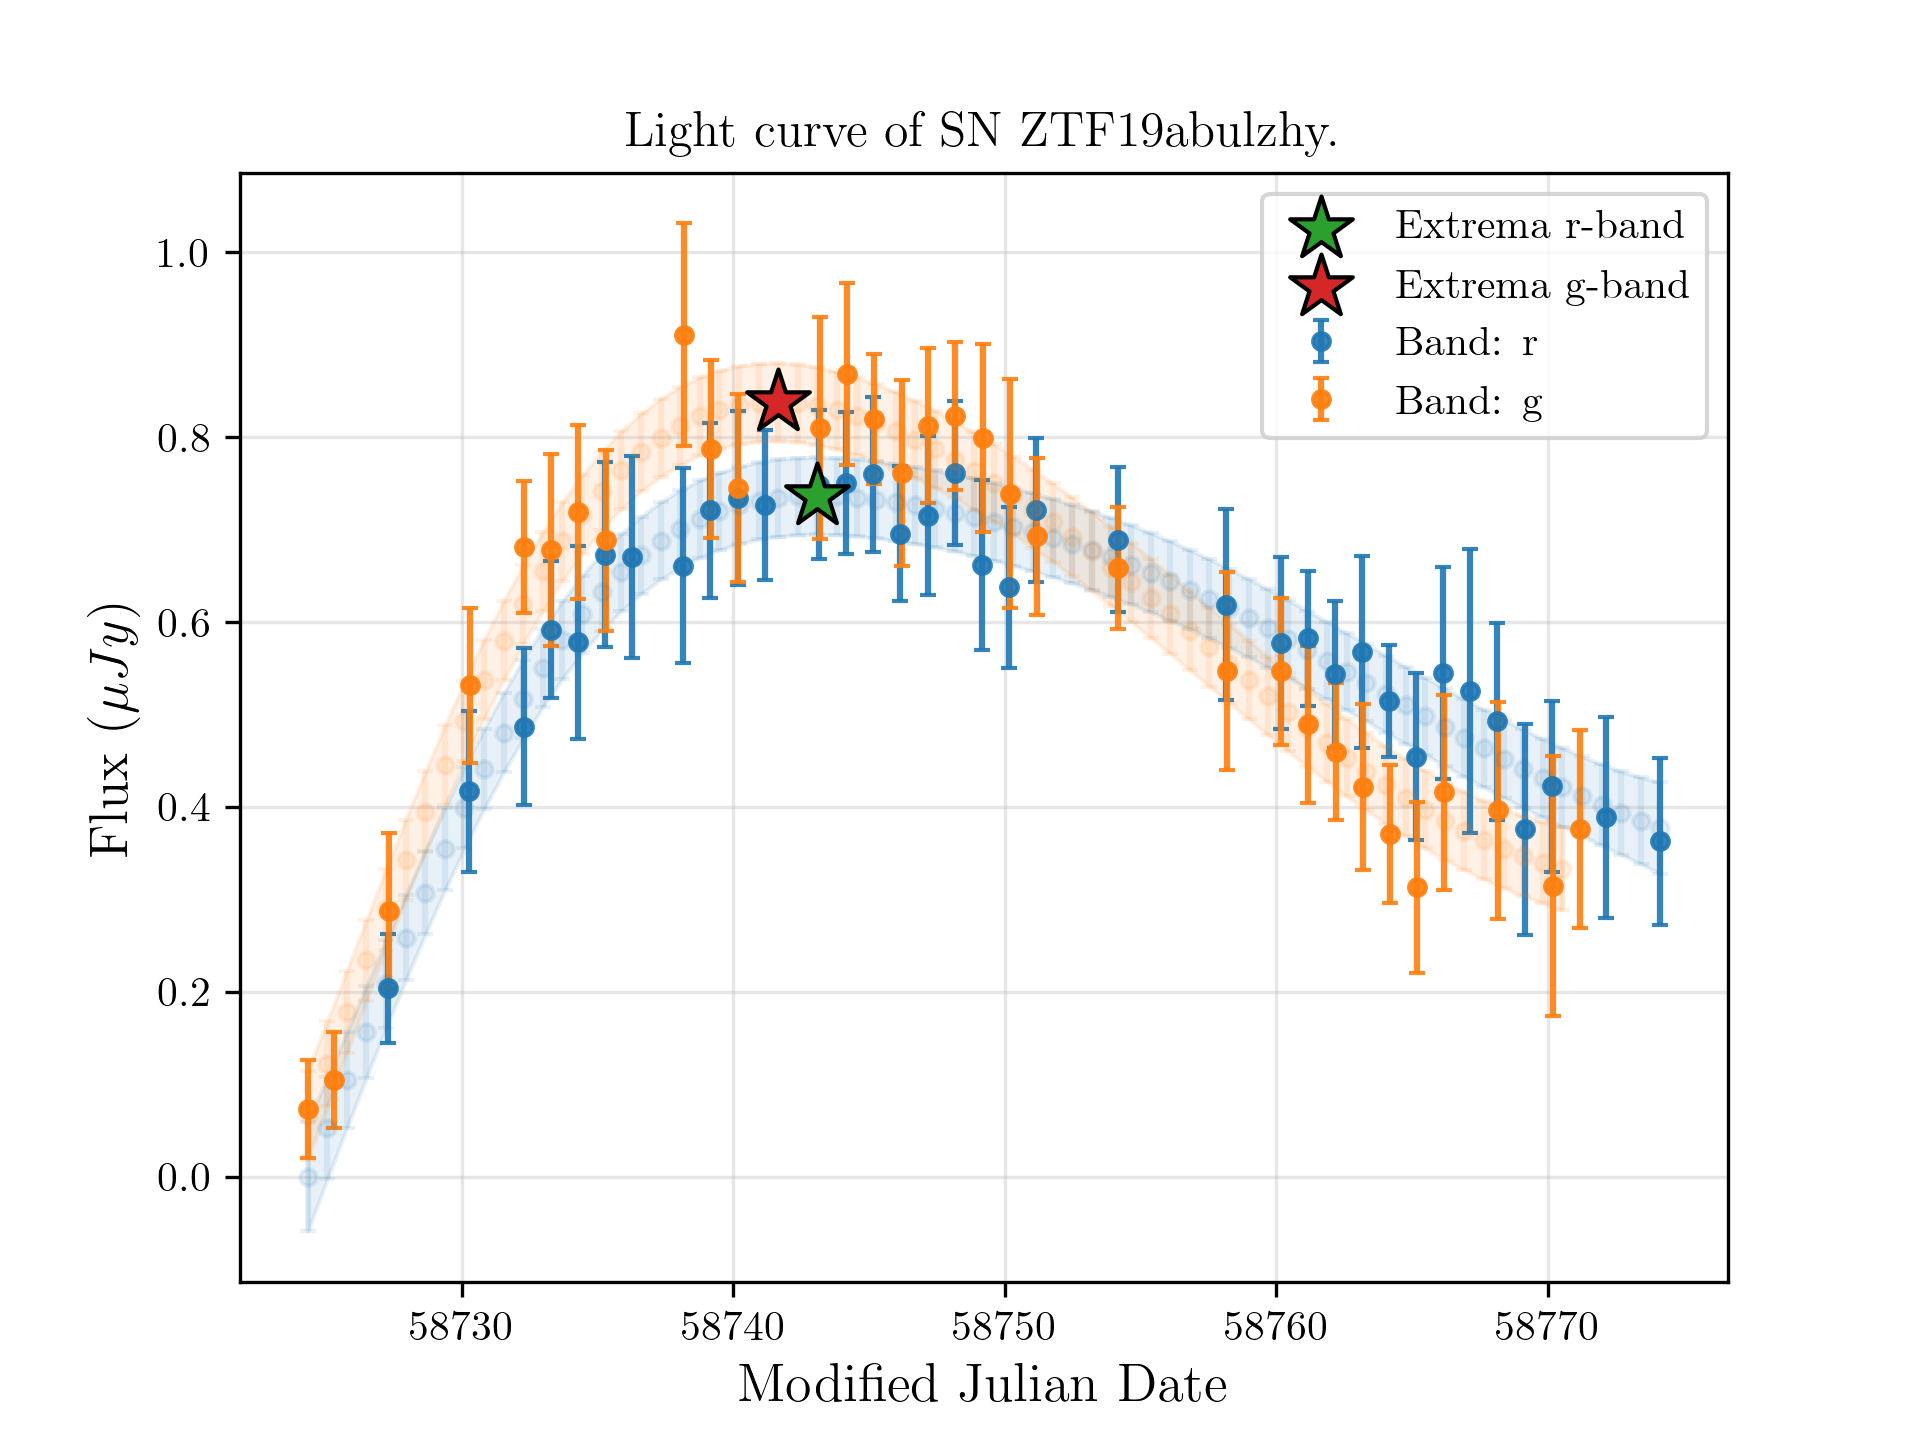 Light curve of SN ZTF19abulzhy.
Extrema r-band
Extrema g-band
Band: r
Band: g
1.0
0.8
0.6
0.4
0.2
0.0
Flux (μJy)
58730 58740 58750 58760 58770
Modified Julian Date